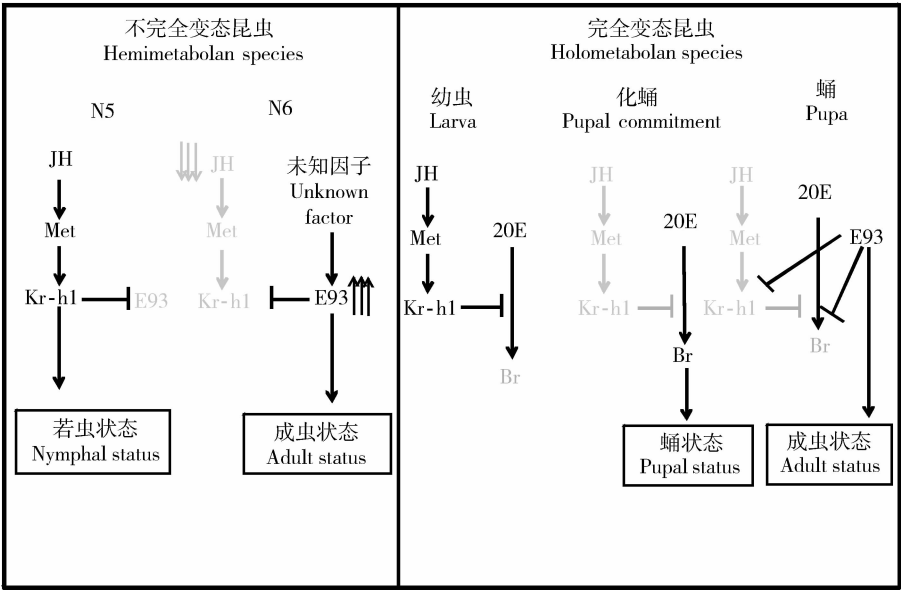 不完全变态昆虫
Hemimetabolan species
N5
N6
JH
Met
Kr-h1
E93
若虫状态
Nymphal status
JH
Met
Kr-h1
未知因子
Unknown
factor
E93
成虫状态
Adult status
完全变态昆虫
Holometabolan species
幼虫
Larva
JH
Met
Kr-h1
20E
Br
化蛹
Pupal commitment
JH
Met
Kr-h1
20E
Br
蛹状态
Pupal status
蛹
Pupa
JH
Met
Kr-h1
20E
E93
Br
成虫状态
Adult status